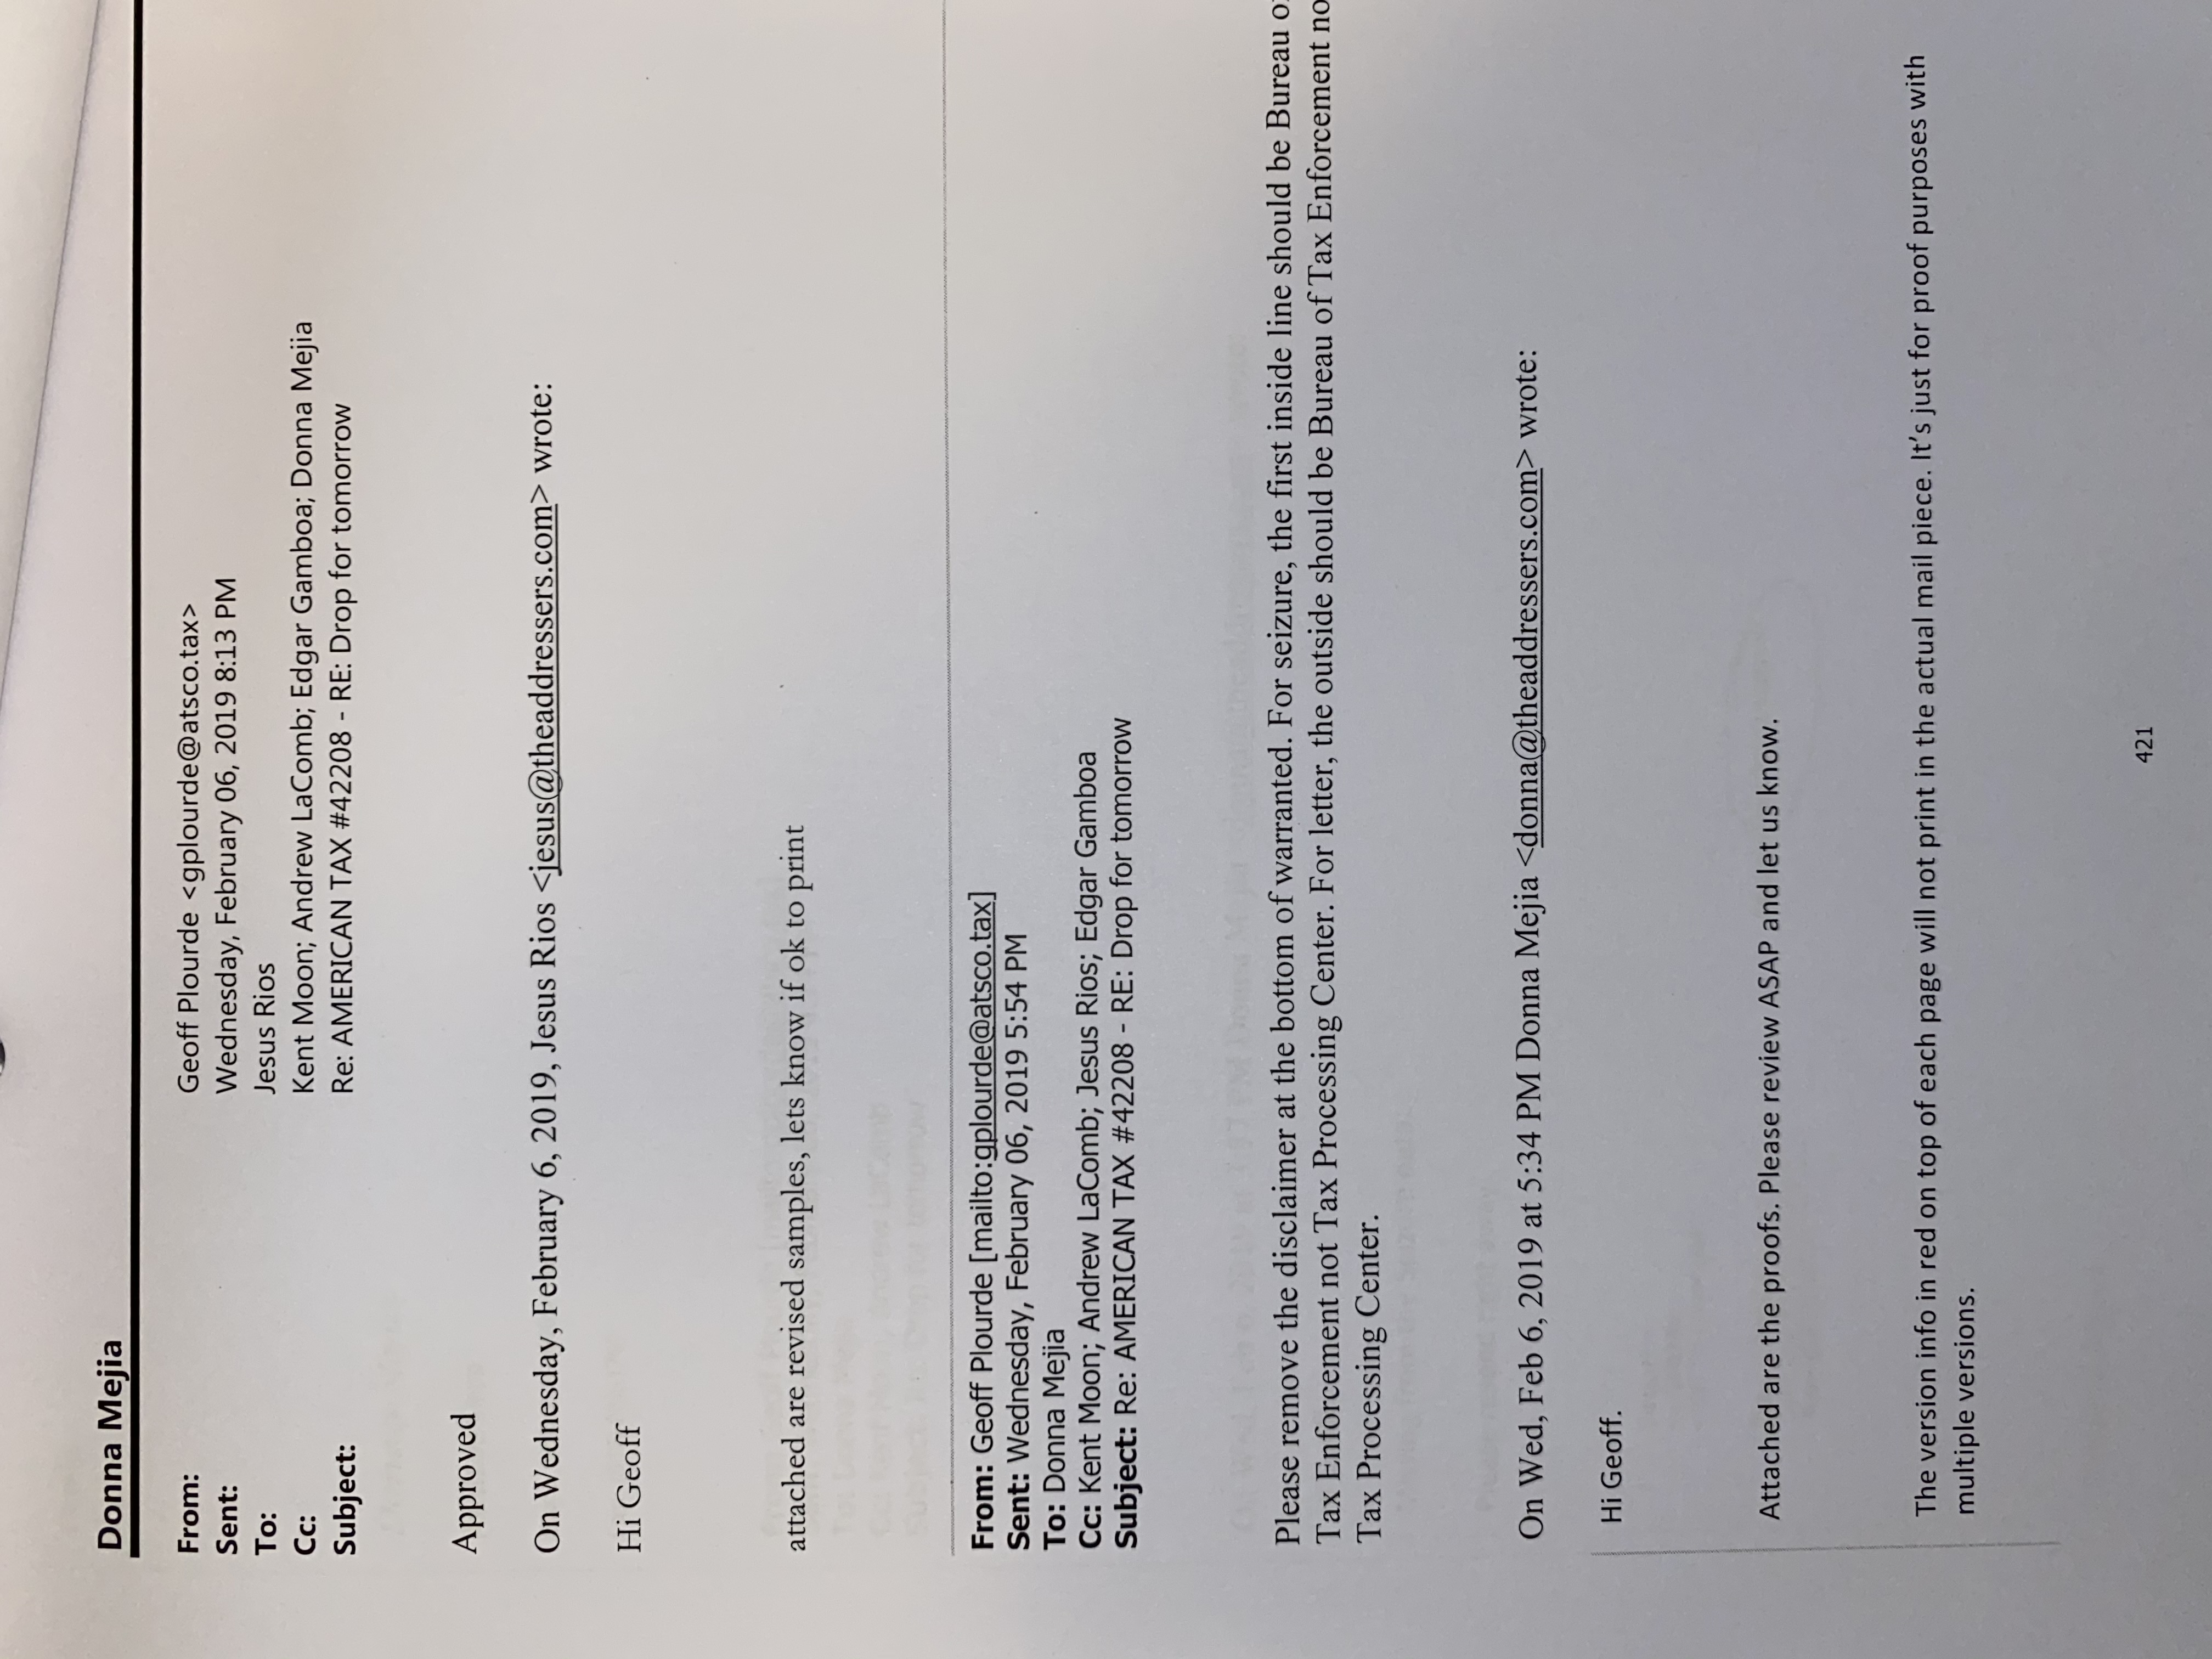 Donna Mejia
From: Geoff Plourde <gplourde@atsco.tax>
Sent: Wednesday, February 06, 2019 8:13 PM
To: Jesus Rios
Cc: Kent Moon; Andrew LaComb; Edgar Gamboa; Donna Mejia
Subject: Re: AMERICAN TAX #42208 - RE: Drop for tomorrow
Approved
On Wednesday, February 6, 2019, Jesus Rios <jesus@theaddressers.com> wrote:
Hi Geoff
attached are revised samples, lets know if ok to print
From: Geoff Plourde [mailto:gplourde@atsco.tax]
Sent: Wednesday, February 06, 2019 5:54 PM
To: Donna Mejia
Cc: Kent Moon; Andrew LaComb; Jesus Rios; Edgar Gamboa
Subject: Re: AMERICAN TAX #42208 - RE: Drop for tomorrow
Please remove the disclaimer at the bottom of warranted. For seizure, the first inside line should be Bureau
Tax Enforcement not Tax Processing Center. For letter, the outside should be Bureau of Tax Enforcement
Tax Processing Center.
On Wed, Feb 6, 2019 at 5:34 PM Donna Mejia <donna@theaddressers.com> wrote:
Hi Geoff.
Attached are the proofs. Please review ASAP and let us know.
The version info in red on top of each page will not print in the actual mail piece. It's just for proof purposes with
multiple versions.
421